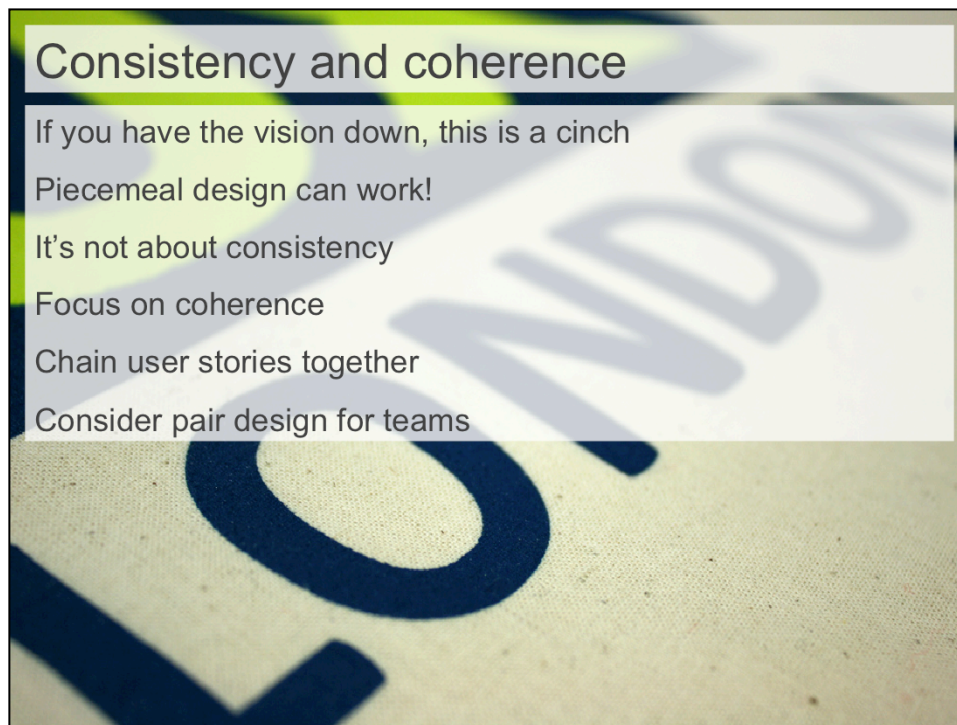 Consistency and coherence
If you have the vision down, this is a cinch
Piecemeal design can work!
It's not about consistency
Focus on coherence
Chain user stories together
Consider pair design for teams
LONDON